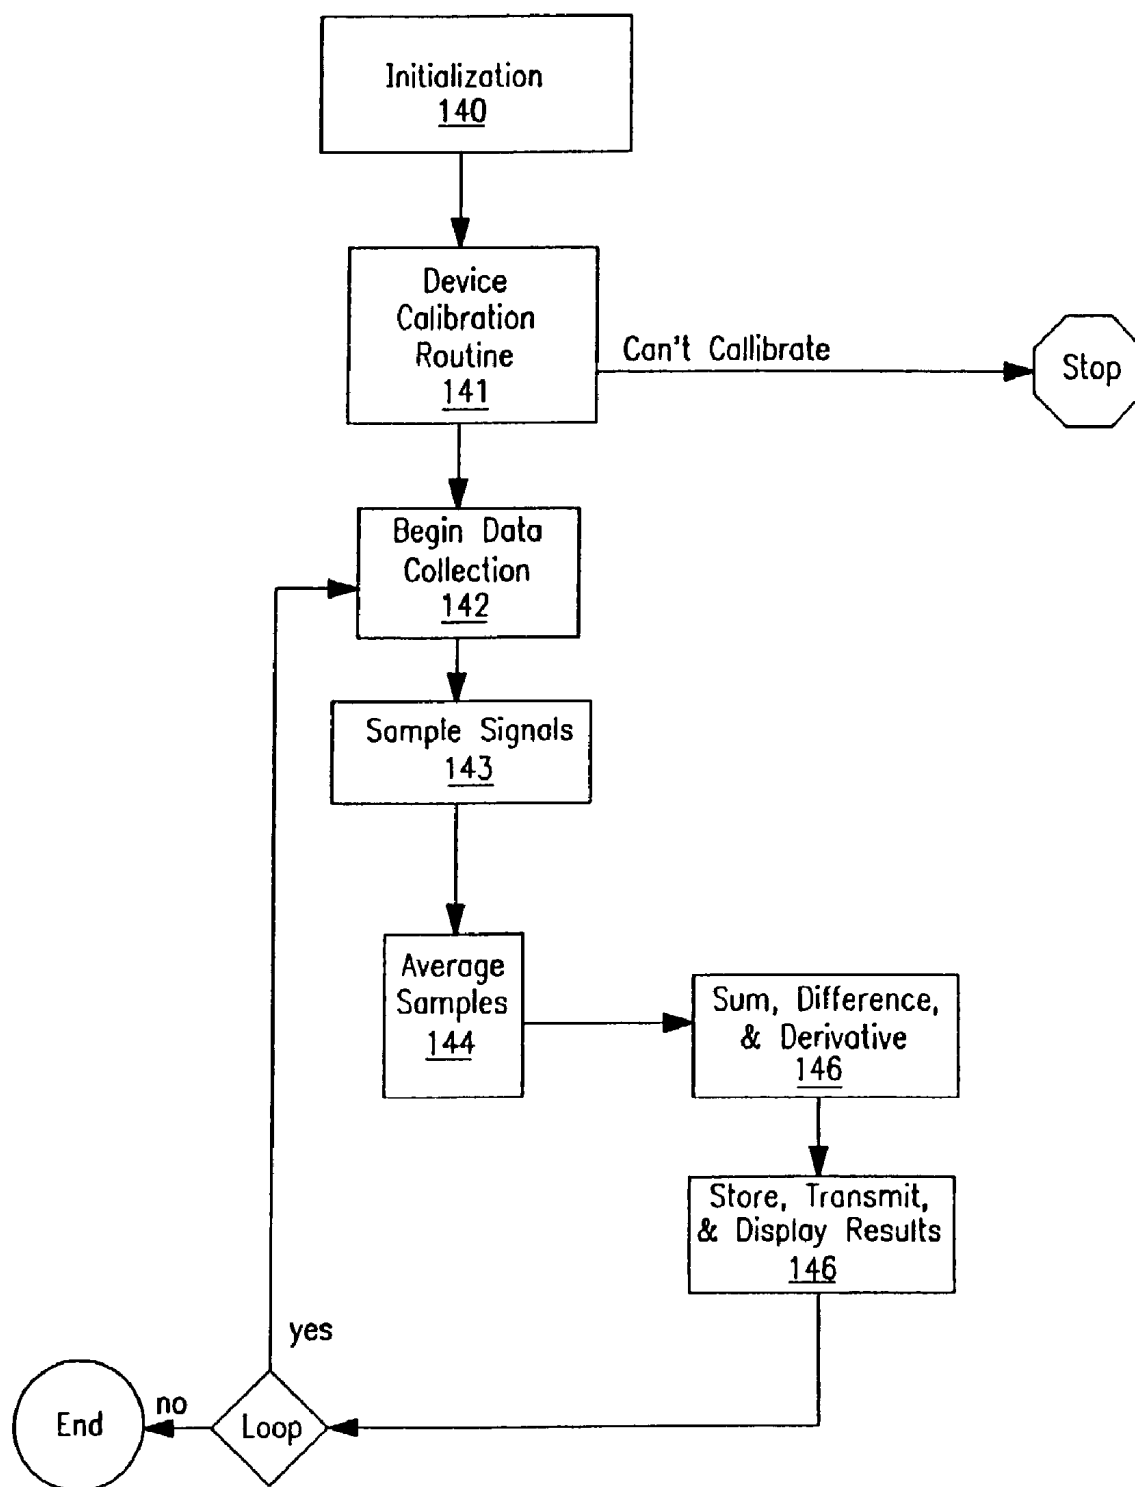 Initialization
140
Device
Calibration
Routine
141
Can't Callibrate
Stop
Begin Data
Collection
142
Sample Signals
143
Average
Samples
144
Sum, Difference,
& Derivative
146
Store, Transmit,
& Display Results
146
yes
no
End
Loop